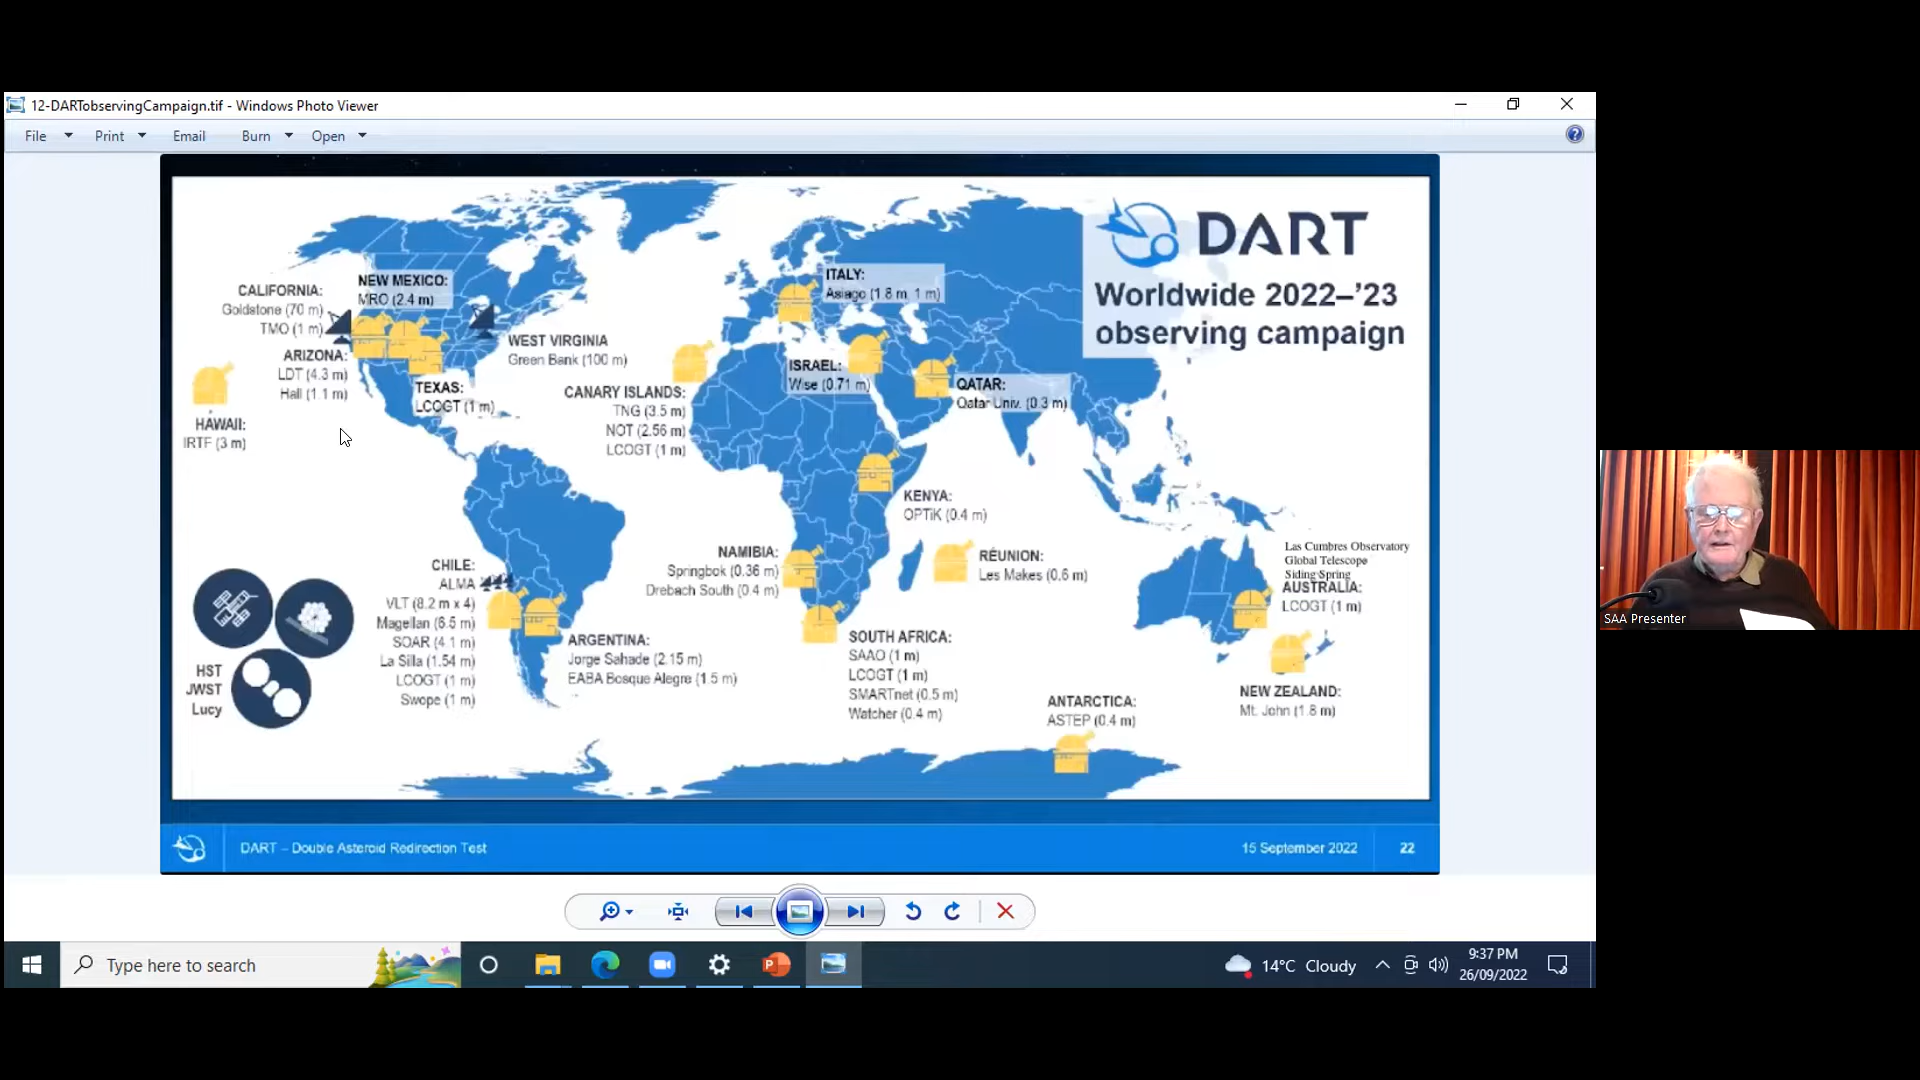 12-DARTobservingCampaign.tif - Windows Photo Viewer
File
Print
Email
Burn
Open
DART
Worldwide 2022–'23
observing campaign
CALIFORNIA:
Goldstone (70 m)
TMO (1 m)
NEW MEXICO:
MRO (2.4 m)
ARIZONA:
LDT (4.3 m)
Hall (1.1 m)
TEXAS:
LCOGT (1 m)
WEST VIRGINIA
Green Bank (100 m)
HAWAII:
IRTF (3 m)
CANARY ISLANDS:
TNG (3.5 m)
NOT (2.56 m)
LCOGT (1 m)
ITALY:
Asiago (1.8 m, 1 m)
ISRAEL:
Wise (0.71 m)
QATAR:
Qatar Univ. (0.3 m)
KENYA:
OPTiK (0.4 m)
NAMIBIA:
Springbok (0.36 m)
Drebach South (0.4 m)
RÉUNION:
Les Makes (0.6 m)
Las Cumbres Observatory
Global Telescope
Siding Spring
AUSTRALIA:
LCOGT (1 m)
CHILE:
ALMA
VLT (8.2 m x 4)
Magellan (6.5 m)
SOAR (4.1 m)
La Silla (1.54 m)
LCOGT (1 m)
Swope (1 m)
ARGENTINA:
Jorge Sahade (2.15 m)
EABA Bosque Alegre (1.5 m)
SOUTH AFRICA:
SAAO (1 m)
LCOGT (1 m)
SMARTnet (0.5 m)
Watcher (0.4 m)
NEW ZEALAND:
Mt. John (1.8 m)
ANTARCTICA:
ASTEP (0.4 m)
HST
JWST
Lucy
DART – Double Asteroid Redirection Test
15 September 2022
22
SAA Presenter
Type here to search
14°C Cloudy
9:37 PM
26/09/2022